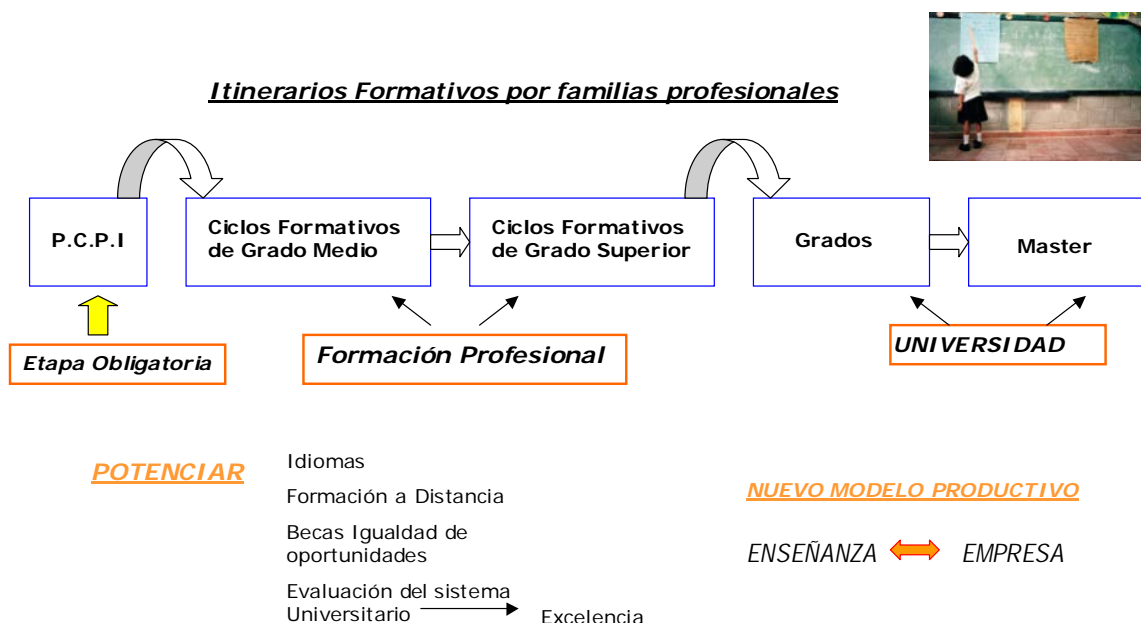 Itinerarios Formativos por familias profesionales
P.C.P.I
Ciclos Formativos
de Grado Medio
Ciclos Formativos
de Grado Superior
Grados
Master
Etapa Obligatoria
Formación Profesional
UNIVERSIDAD
POTENCIAR
Idiomas
Formación a Distancia
Becas Igualdad de
oportunidades
Evaluación del sistema
Universitario
Excelencia
NUEVO MODELO PRODUCTIVO
ENSEÑANZA
EMPRESA